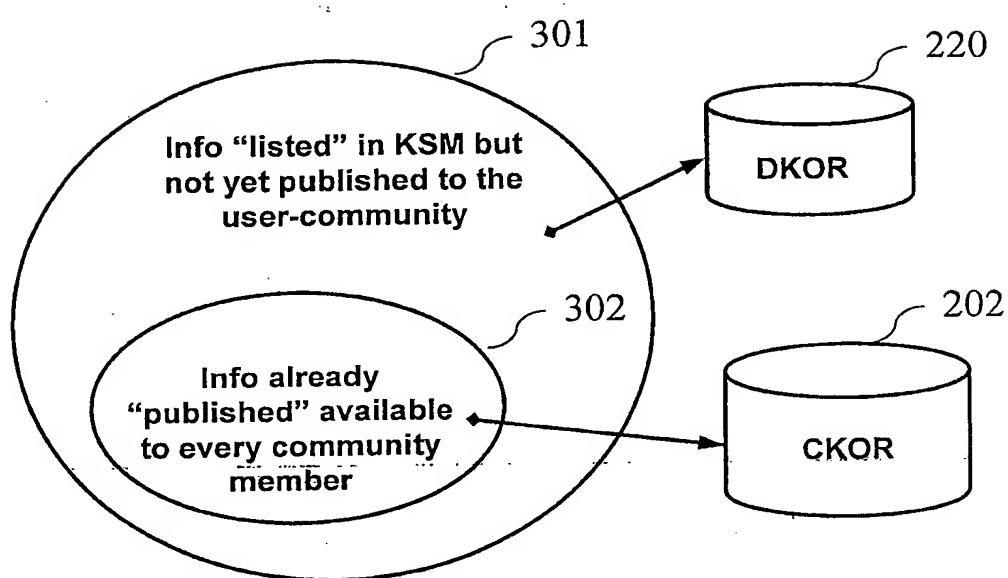 301
220
Info “listed” in KSM but
not yet published to the
user-community
DKOR
302
202
Info already
“published” available
to every community
member
CKOR